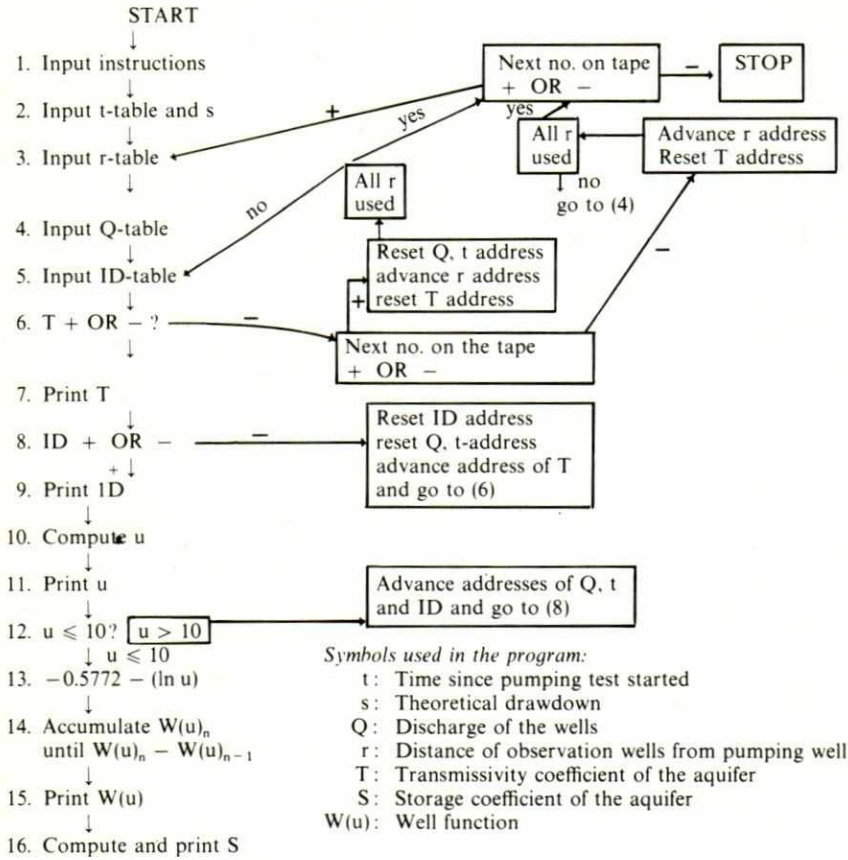 START
1. Input instructions
2. Input t-table and s
3. Input r-table
4. Input Q-table
5. Input ID-table
6. T + OR - ?
7. Print T
8. ID + OR -
+
9. Print ID
10. Compute u
11. Print u
12. u ⩽ 10? u > 10
u ⩽ 10
13. -0.5772 - (ln u)
14. Accumulate W(u)n
until W(u)n - W(u)n-1
15. Print W(u)
16. Compute and print S
+
yes
no
-
Next no. on tape
+ OR -
-
STOP
yes
All r
used
no
go to (4)
Advance r address
Reset T address
All r
used
Reset Q, t address
advance r address
reset T address
+
-
Next no. on the tape
+ OR -
-
Reset ID address
reset Q, t-address
advance address of T
and go to (6)
Advance addresses of Q, t
and ID and go to (8)
Symbols used in the program:
t: Time since pumping test started
s: Theoretical drawdown
Q: Discharge of the wells
r: Distance of observation wells from pumping well
T: Transmissivity coefficient of the aquifer
S: Storage coefficient of the aquifer
W(u): Well function